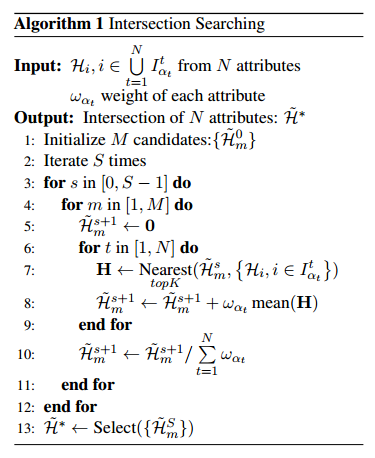 Algorithm 1 Intersection Searching
Input: $\mathcal{H}_i, i \in \bigcup_{t=1}^{N} I_{\alpha_t}^t$ from $N$ attributes
$\omega_{\alpha_t}$ weight of each attribute
Output: Intersection of $N$ attributes: $\tilde{\mathcal{H}}^*$
1: Initialize $M$ candidates:$\{\tilde{\mathcal{H}}_m^0\}$
2: Iterate $S$ times
3: for $s$ in $[0, S-1]$ do
4: for $m$ in $[1, M]$ do
5: $\tilde{\mathcal{H}}_m^{s+1} \leftarrow \mathbf{0}$
6: for $t$ in $[1, N]$ do
7: $\mathbf{H} \leftarrow \underset{topK}{\text{Nearest}}(\tilde{\mathcal{H}}_m^s, \{\mathcal{H}_i, i \in I_{\alpha_t}^t\})$
8: $\tilde{\mathcal{H}}_m^{s+1} \leftarrow \tilde{\mathcal{H}}_m^{s+1} + \omega_{\alpha_t} \text{mean}(\mathbf{H})$
9: end for
10: $\tilde{\mathcal{H}}_m^{s+1} \leftarrow \tilde{\mathcal{H}}_m^{s+1} / \sum_{t=1}^{N} \omega_{\alpha_t}$
11: end for
12: end for
13: $\tilde{\mathcal{H}}^* \leftarrow \text{Select}(\{\tilde{\mathcal{H}}_m^S\})$